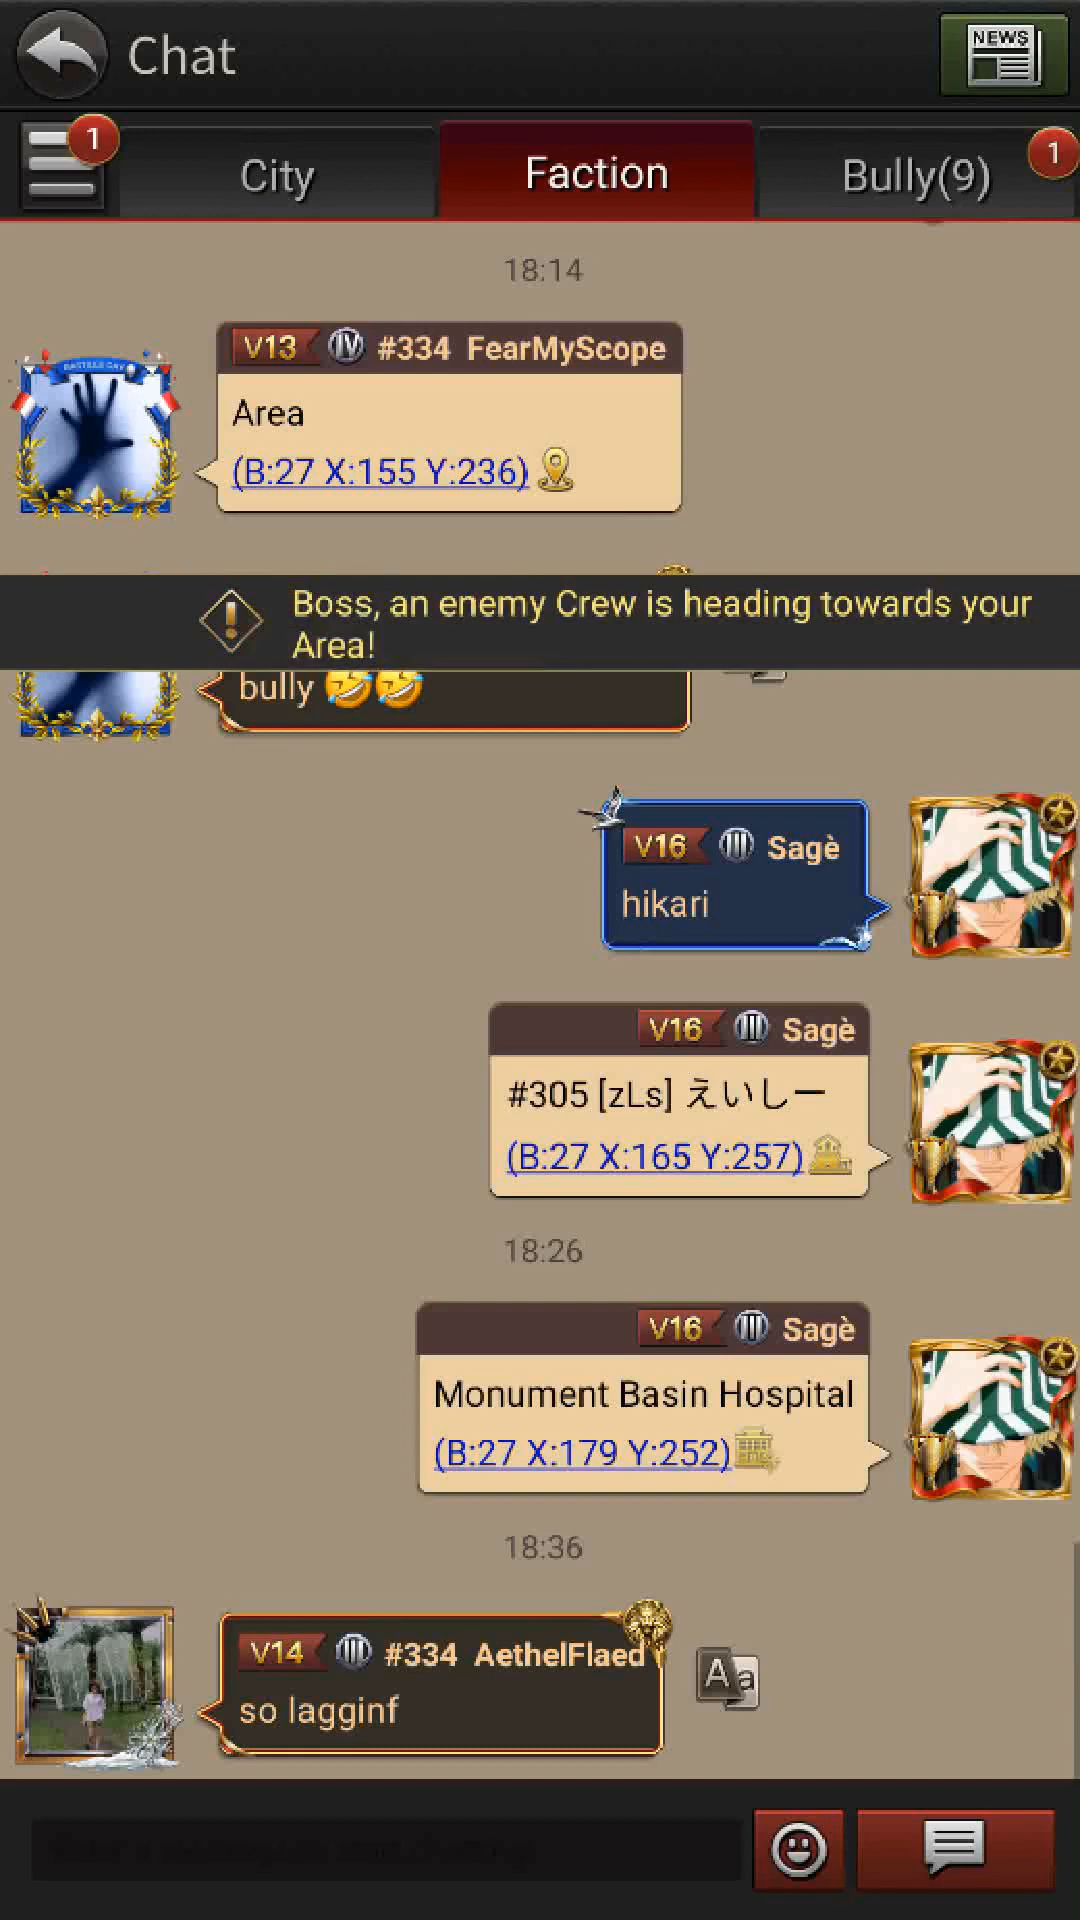 Chat
NEWS
1
City
Faction
Bully(9)
1
18:14
V13 IV #334 FearMyScope
Area
(B:27 X:155 Y:236)
Boss, an enemy Crew is heading towards your
Area!
bully 🤣🤣
V16 III Sagè
hikari
V16 III Sagè
#305 [zLs] えいしー
(B:27 X:165 Y:257)
18:26
V16 III Sagè
Monument Basin Hospital
(B:27 X:179 Y:252)
18:36
V14 III #334 AethelFlaed
so lagginf
Aa